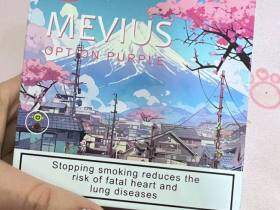 MEVIUS
OPTION PURPLE
Stopping smoking reduces the
risk of fatal heart and
lung diseases